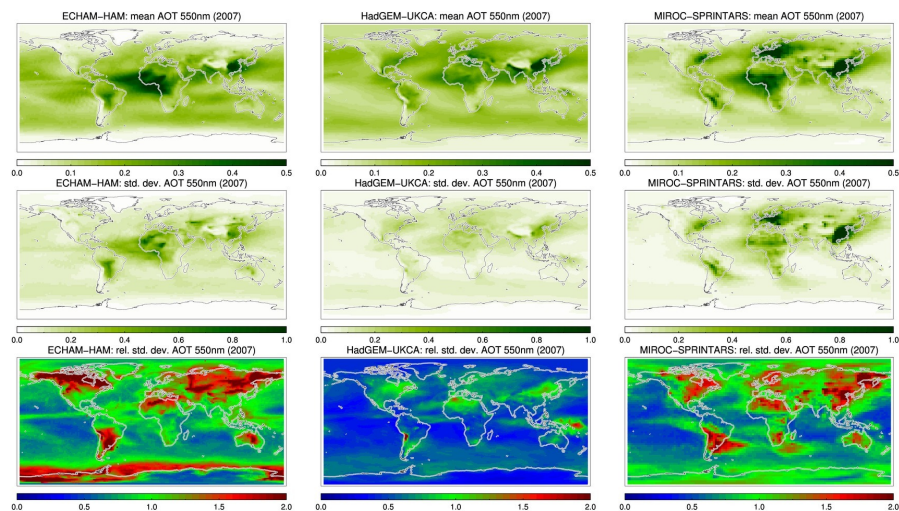 ECHAM-HAM: mean AOT 550nm (2007)
HadGEM-UKCA: mean AOT 550nm (2007)
MIROC-SPRINTARS: mean AOT 550nm (2007)
0.0 0.1 0.2 0.3 0.4 0.5
0.0 0.1 0.2 0.3 0.4 0.5
0.0 0.1 0.2 0.3 0.4 0.5
ECHAM-HAM: std. dev. AOT 550nm (2007)
HadGEM-UKCA: std. dev. AOT 550nm (2007)
MIROC-SPRINTARS: std. dev. AOT 550nm (2007)
0.0 0.2 0.4 0.6 0.8 1.0
0.0 0.2 0.4 0.6 0.8 1.0
0.0 0.2 0.4 0.6 0.8 1.0
ECHAM-HAM: rel. std. dev. AOT 550nm (2007)
HadGEM-UKCA: rel. std. dev. AOT 550nm (2007)
MIROC-SPRINTARS: rel. std. dev. AOT 550nm (2007)
0.0 0.5 1.0 1.5 2.0
0.0 0.5 1.0 1.5 2.0
0.0 0.5 1.0 1.5 2.0